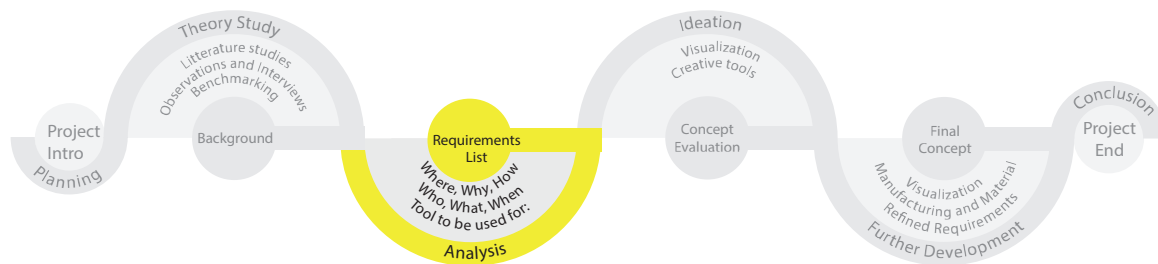 Project
Intro
Planning
Theory Study
Litterature studies
Observations and Interviews
Benchmarking
Background
Requirements
List
Where, Why, How
Who, What, When
Tool to be used for:
Analysis
Ideation
Visualization
Creative tools
Concept
Evaluation
Final
Concept
Visualization
Manufacturing and Material
Refined Requirements
Further Development
Conclusion
Project
End